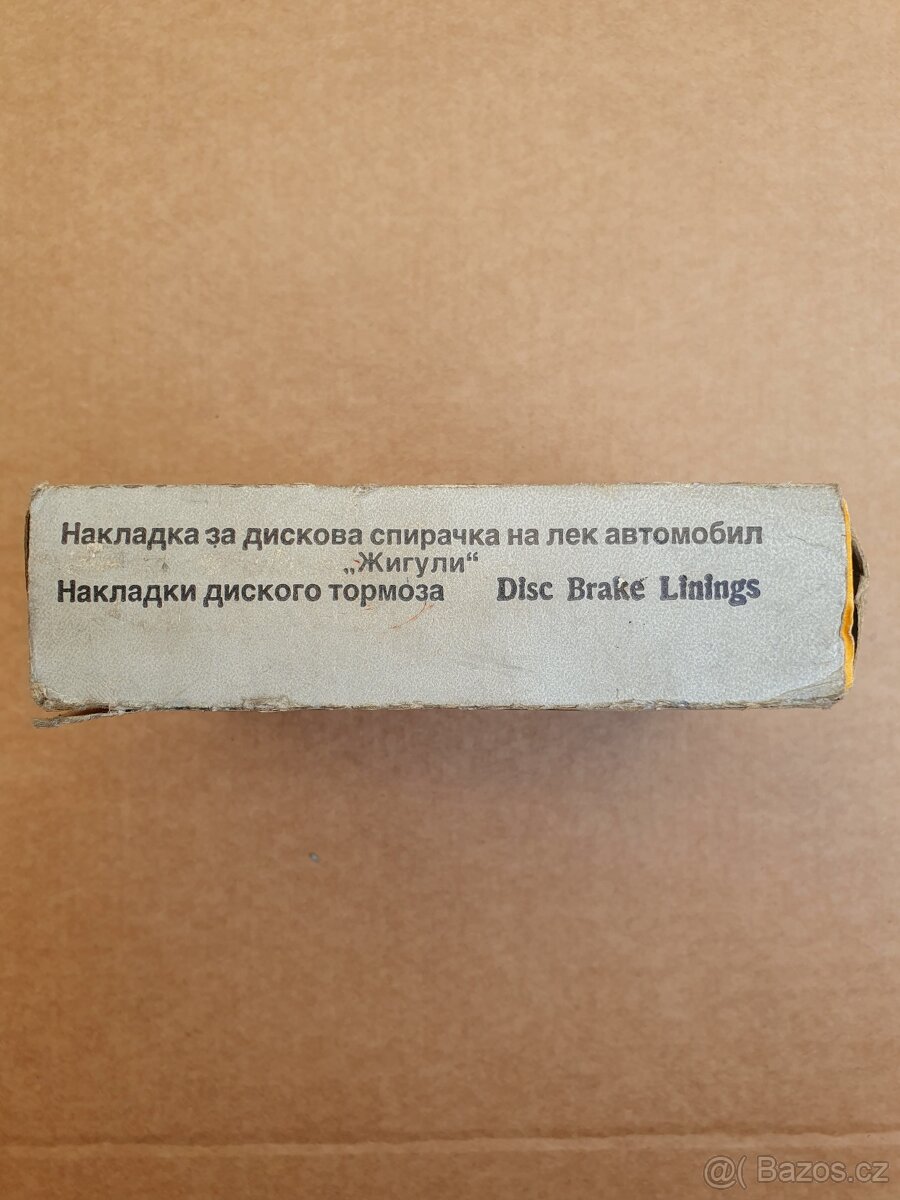 Накладка за дискова спирачка на лек автомобил
„Жигули“
Накладки диского тормоза Disc Brake Linings
@( Bazos.cz